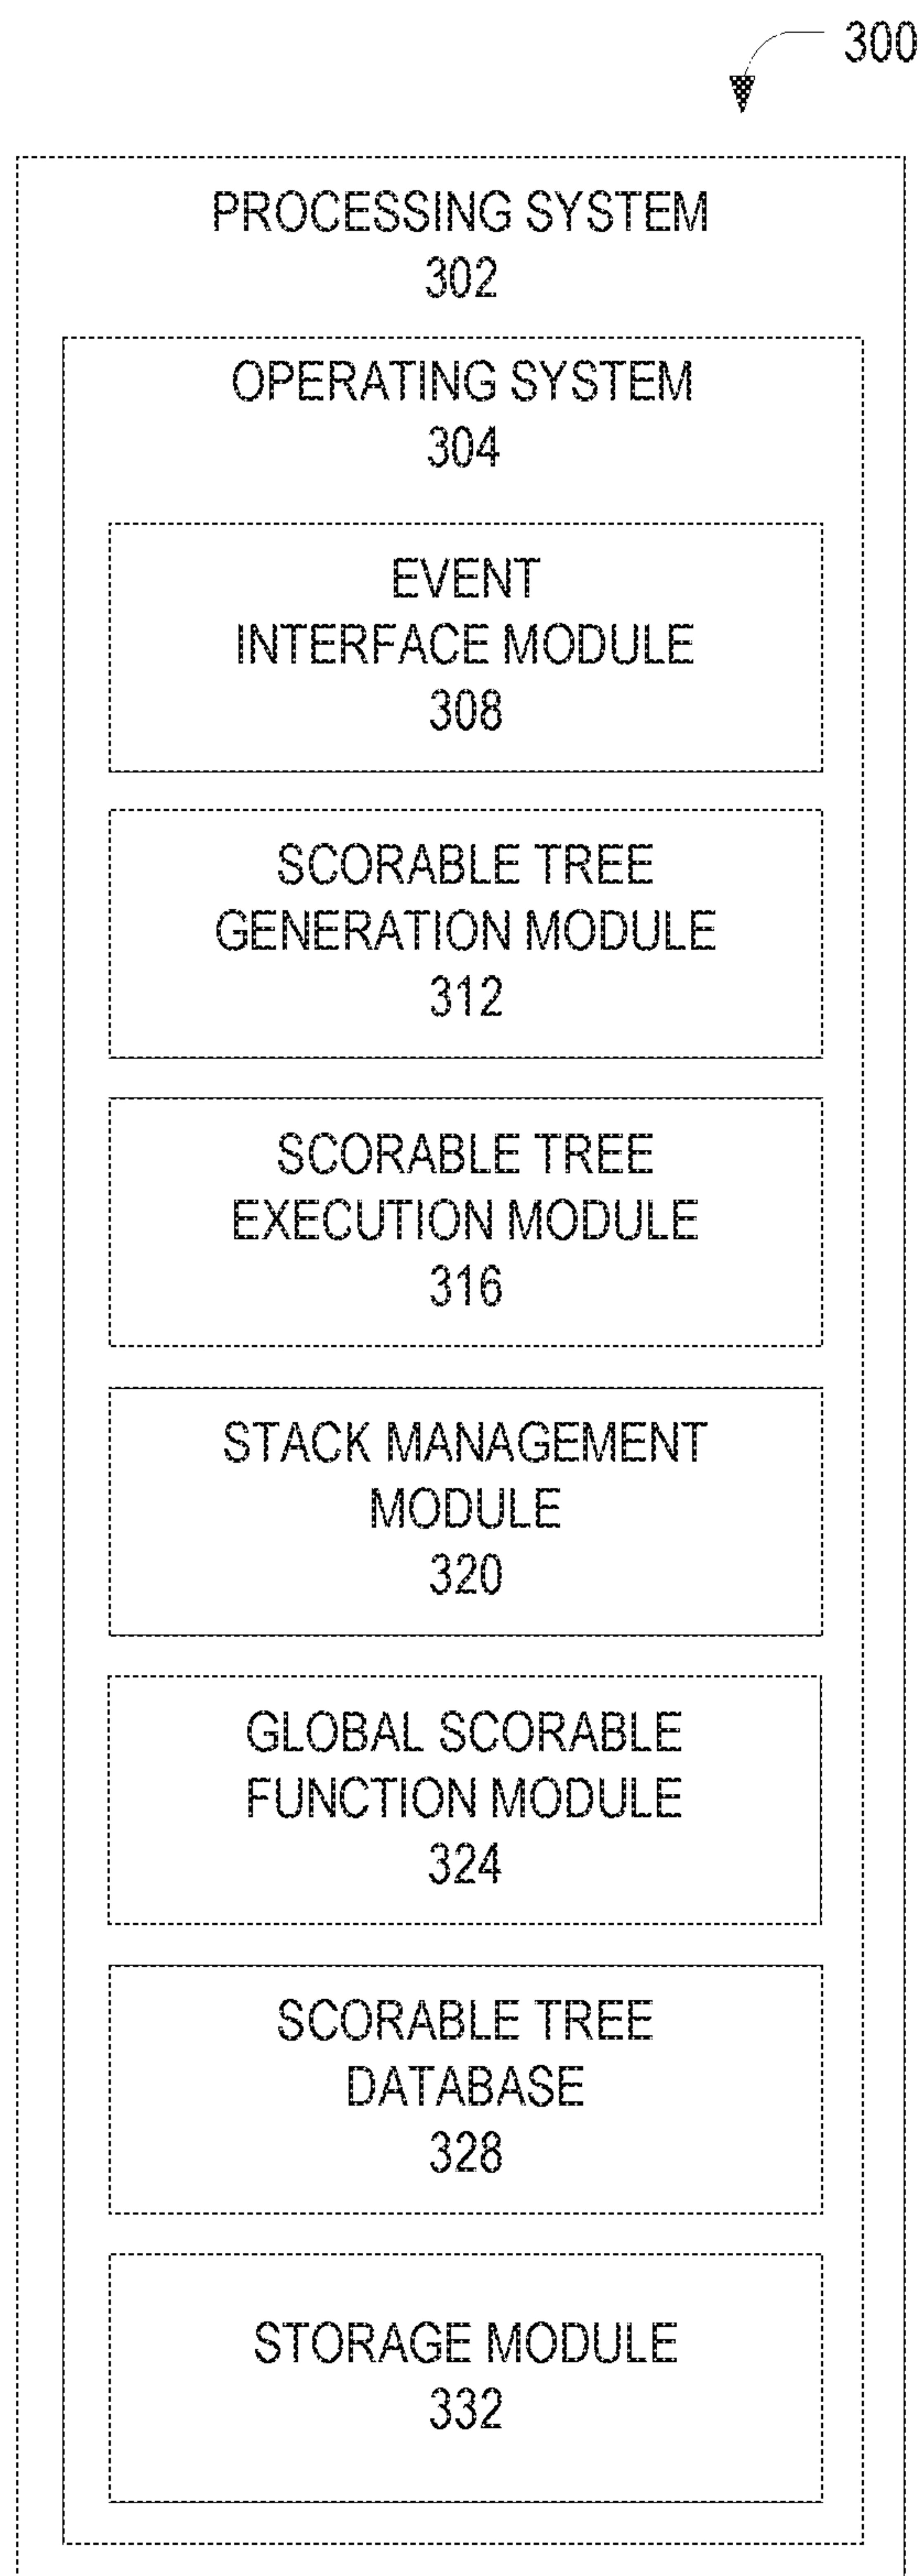 300
PROCESSING SYSTEM
302
OPERATING SYSTEM
304
EVENT
INTERFACE MODULE
308
SCORABLE TREE
GENERATION MODULE
312
SCORABLE TREE
EXECUTION MODULE
316
STACK MANAGEMENT
MODULE
320
GLOBAL SCORABLE
FUNCTION MODULE
324
SCORABLE TREE
DATABASE
328
STORAGE MODULE
332